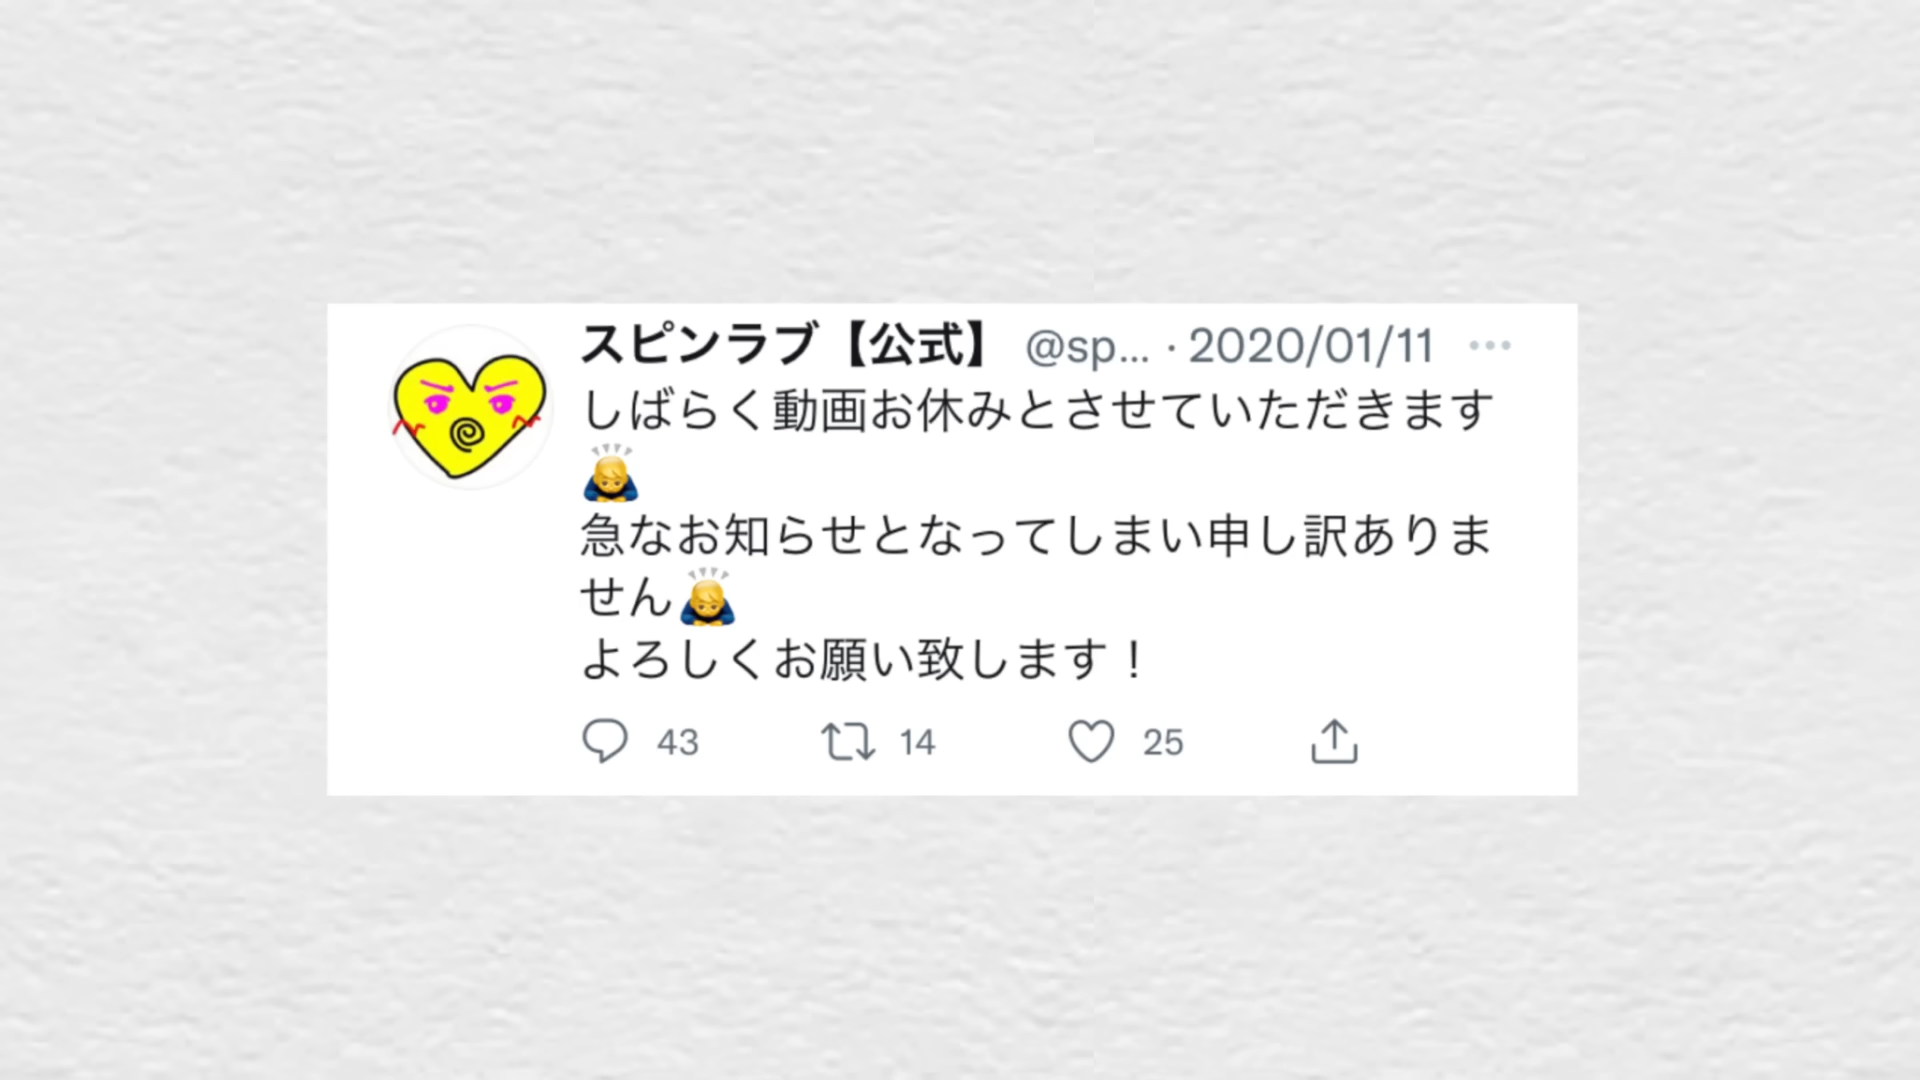 スピンラブ【公式】 @sp... · 2020/01/11 ···
しばらく動画お休みとさせていただきます
🙇
急なお知らせとなってしまい申し訳ありま
せん🙇
よろしくお願い致します！
43 14 25